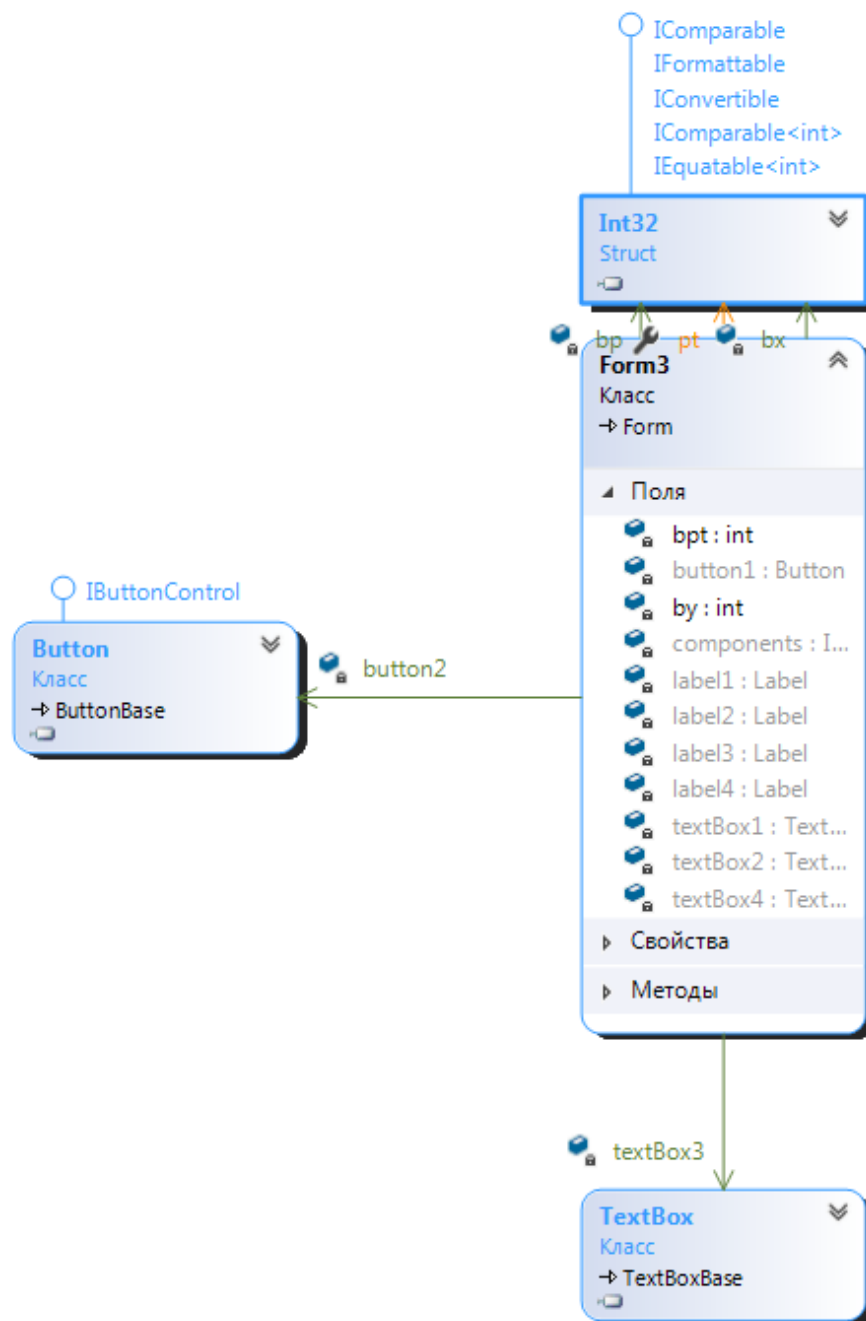 IComparable
IFormattable
IConvertible
IComparable<int>
IEquatable<int>
Int32
Struct
bp pt bx
Form3
Класс
Form
Поля
bpt : int
button1 : Button
by : int
components : I...
label1 : Label
label2 : Label
label3 : Label
label4 : Label
textBox1 : Text...
textBox2 : Text...
textBox4 : Text...
Свойства
Методы
IButtonControl
Button
Класс
ButtonBase
button2
textBox3
TextBox
Класс
TextBoxBase